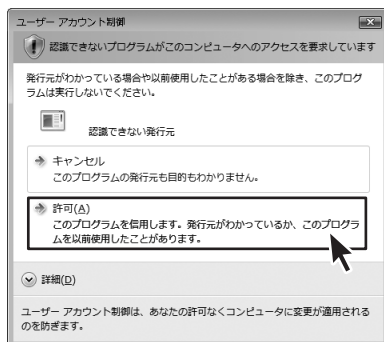 ユーザー アカウント制御
認識できないプログラムがこのコンピュータへのアクセスを要求しています
発行元がわかっている場合や以前使用したことがある場合を除き、このプログ
ラムは実行しないでください。
認識できない発行元
キャンセル
このプログラムの発行元も目的もわかりません。
許可(A)
このプログラムを信用します。発行元がわかっているか、このプログラ
ムを以前使用したことがあります。
詳細(D)
ユーザー アカウント制御は、あなたの許可なくコンピュータに変更が適用される
のを防ぎます。